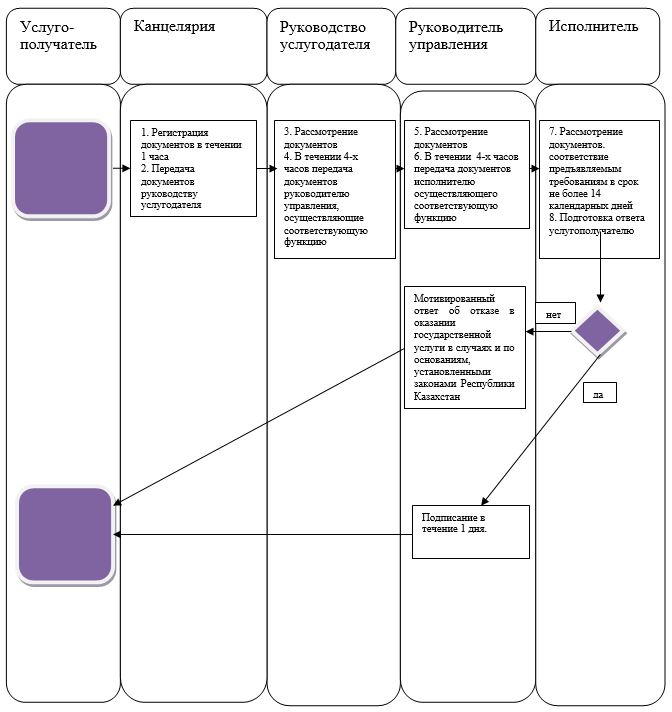 Услуго-
получатель
Канцелярия
Руководство
услугодателя
Руководитель
управления
Исполнитель
1. Регистрация
документов в течении
1 часа
2. Передача
документов
руководству
услугодателя
3. Рассмотрение
документов
4. В течении 4-х
часов передача
документов
руководителю
управления,
осуществляющие
соответствующую
функцию
5. Рассмотрение
документов
6. В течении 4-х часов
передача документов
исполнителю
осуществляющего
соответствующую
функцию
7. Рассмотрение
документов.
соответствие
предъявляемым
требованиям в срок
не более 14
календарных дней
8. Подготовка ответа
услугополучателю
Мотивированный
ответ об отказе в
оказании
государственной
услуги в случаях и по
основаниям,
установленными
законами Республики
Казахстан
нет
да
Подписание в
течение 1 дня.